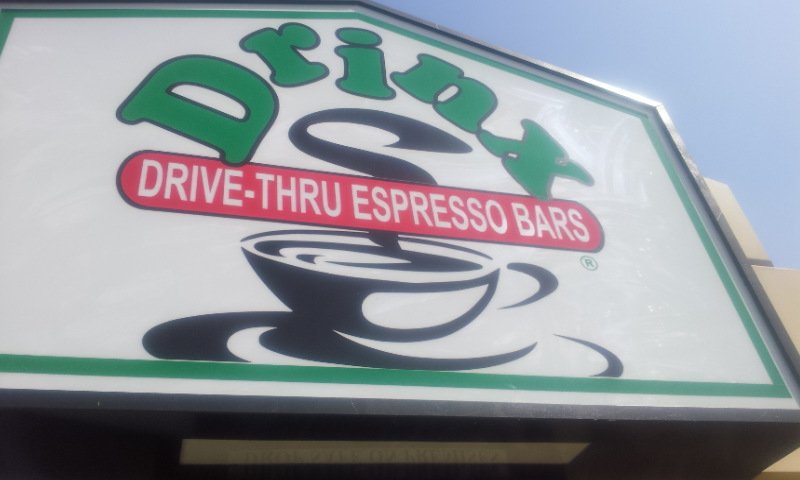 Drinx
DRIVE-THRU ESPRESSO BARS
®